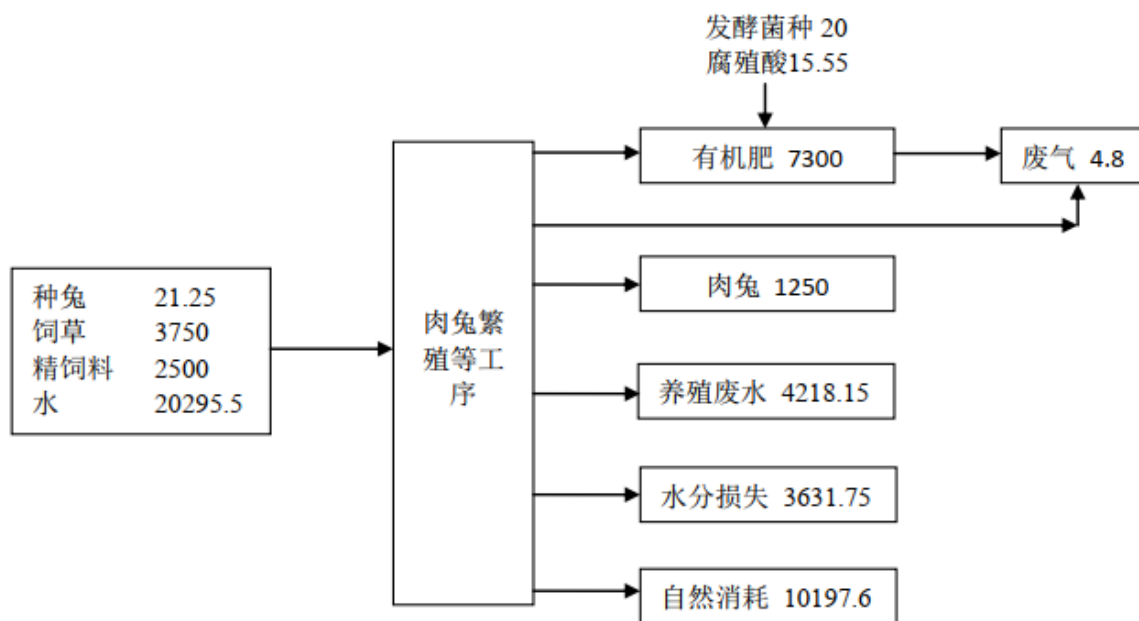 发酵菌种 20
腐殖酸15.55
有机肥 7300
废气 4.8
种兔 21.25
饲草 3750
精饲料 2500
水 20295.5
肉兔繁
殖等工
序
肉兔 1250
养殖废水 4218.15
水分损失 3631.75
自然消耗 10197.6